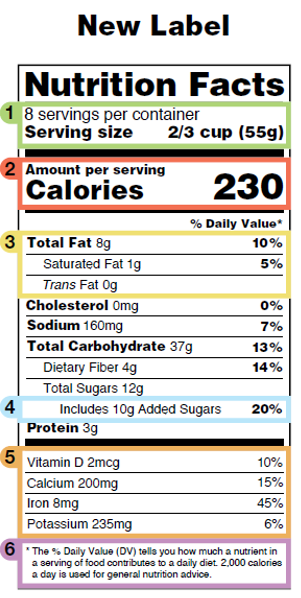 New Label
Nutrition Facts
1 8 servings per container
Serving size 2/3 cup (55g)
2 Amount per serving
Calories 230
% Daily Value*
3 Total Fat 8g 10%
Saturated Fat 1g 5%
Trans Fat 0g
Cholesterol 0mg 0%
Sodium 160mg 7%
Total Carbohydrate 37g 13%
Dietary Fiber 4g 14%
Total Sugars 12g
4 Includes 10g Added Sugars 20%
Protein 3g
5 Vitamin D 2mcg 10%
Calcium 200mg 15%
Iron 8mg 45%
Potassium 235mg 6%
6 * The % Daily Value (DV) tells you how much a nutrient in
a serving of food contributes to a daily diet. 2,000 calories
a day is used for general nutrition advice.